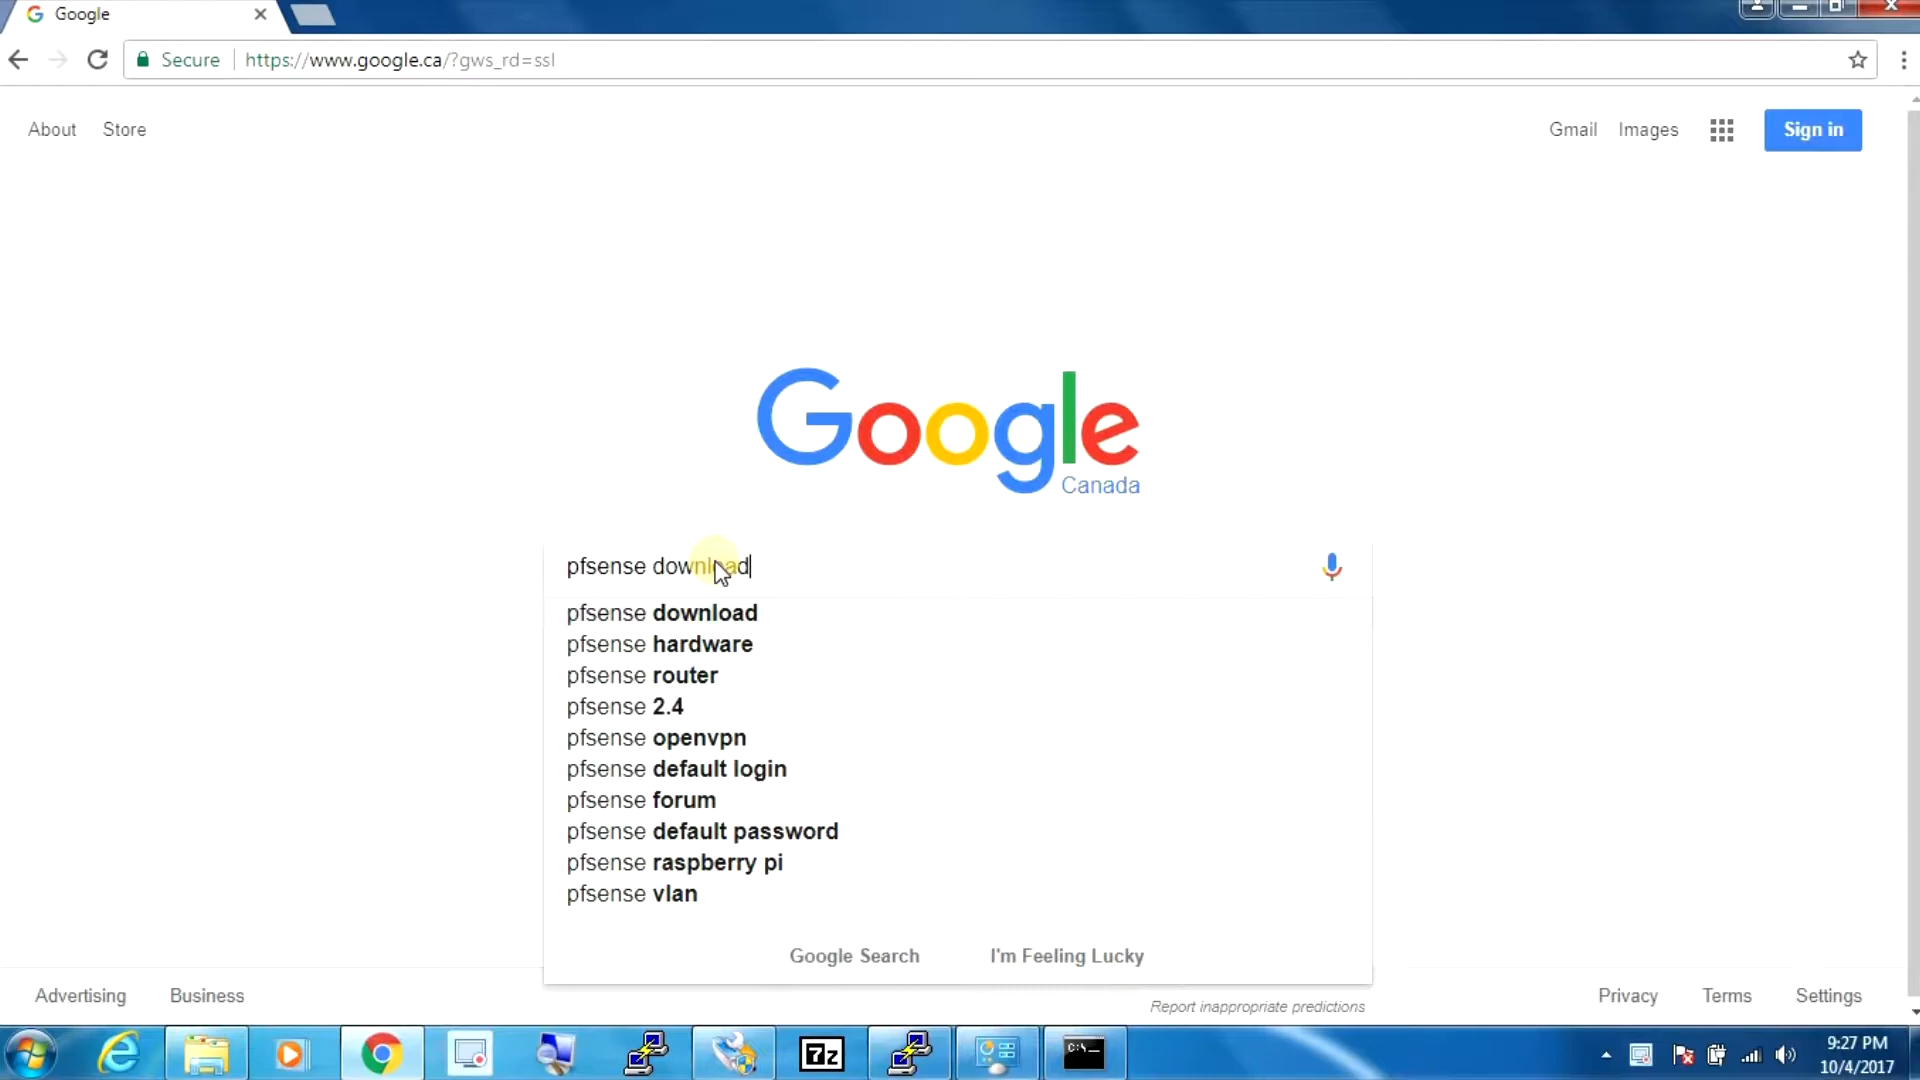 Google
Secure
https://www.google.ca/?gws_rd=ssl
About
Store
Gmail
Images
Sign in
Google
Canada
pfsense download
pfsense download
pfsense hardware
pfsense router
pfsense 2.4
pfsense openvpn
pfsense default login
pfsense forum
pfsense default password
pfsense raspberry pi
pfsense vlan
Google Search
I'm Feeling Lucky
Report inappropriate predictions
Advertising
Business
Privacy
Terms
Settings
7z
C:\_
9:27 PM
10/4/2017